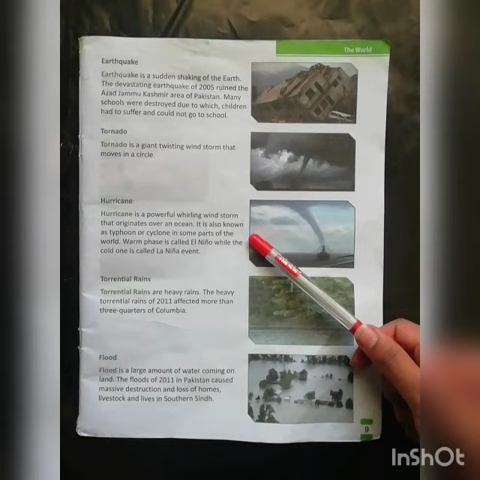 The World
Earthquake
Earthquake is a sudden shaking of the Earth.
The devastating earthquake of 2005 ruined the
Azad Jammu Kashmir area of Pakistan. Many
schools were destroyed due to which, children
had to suffer and could not go to school.
Tornado
Tornado is a giant twisting wind storm that
moves in a circle.
Hurricane
Hurricane is a powerful whirling wind storm
that originates over an ocean. It is also known
as typhoon or cyclone in some parts of the
world. Warm phase is called El Niño while the
cold one is called La Niña event.
Torrential Rains
Torrential Rains are heavy rains. The heavy
torrential rains of 2011 affected more than
three-quarters of Columbia.
Flood
Flood is a large amount of water coming on
land. The floods of 2011 in Pakistan caused
massive destruction and loss of homes,
livestock and lives in Southern Sindh.
9
InShOt